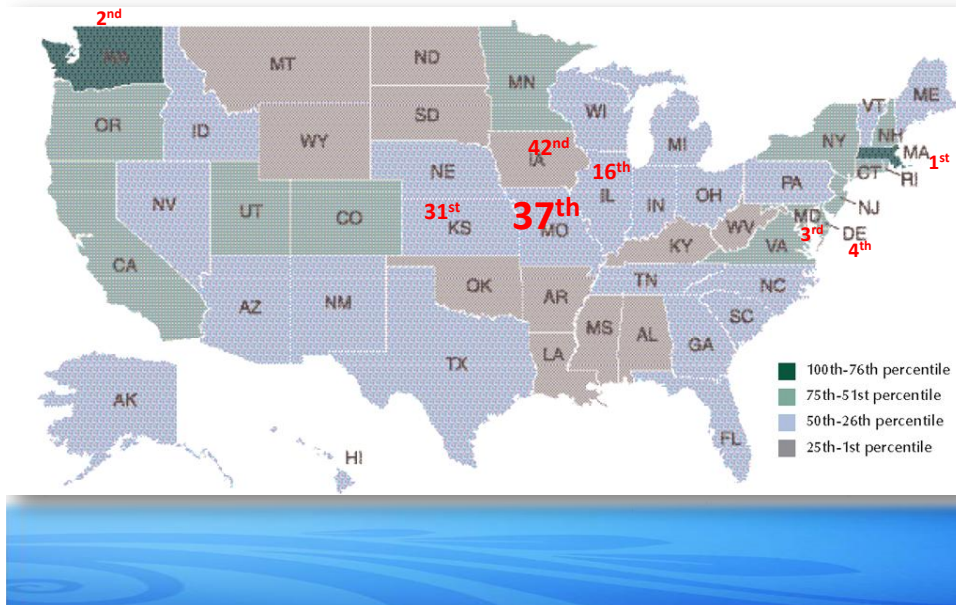 2nd
WA
MT
ND
MN
OR
ID
WY
SD
WI
MI
VT
ME
NY
NH
MA
1st
CT
RI
42nd
IA
NE
16th
IL
IN
OH
PA
NJ
NV
UT
CO
31st
KS
37th
MO
WV
MD
3rd
DE
4th
KY
VA
CA
AZ
NM
OK
AR
TN
NC
SC
MS
AL
GA
LA
TX
AK
HI
FL
100th-76th percentile
75th-51st percentile
50th-26th percentile
25th-1st percentile